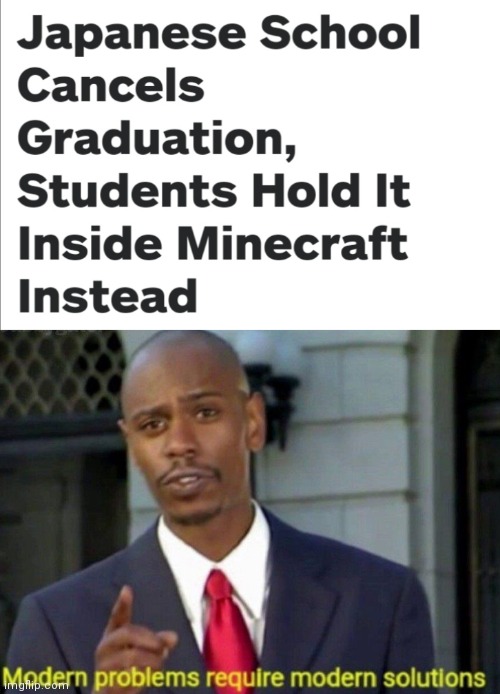 Japanese School
Cancels
Graduation,
Students Hold It
Inside Minecraft
Instead
Modern problems require modern solutions
imgflip.com